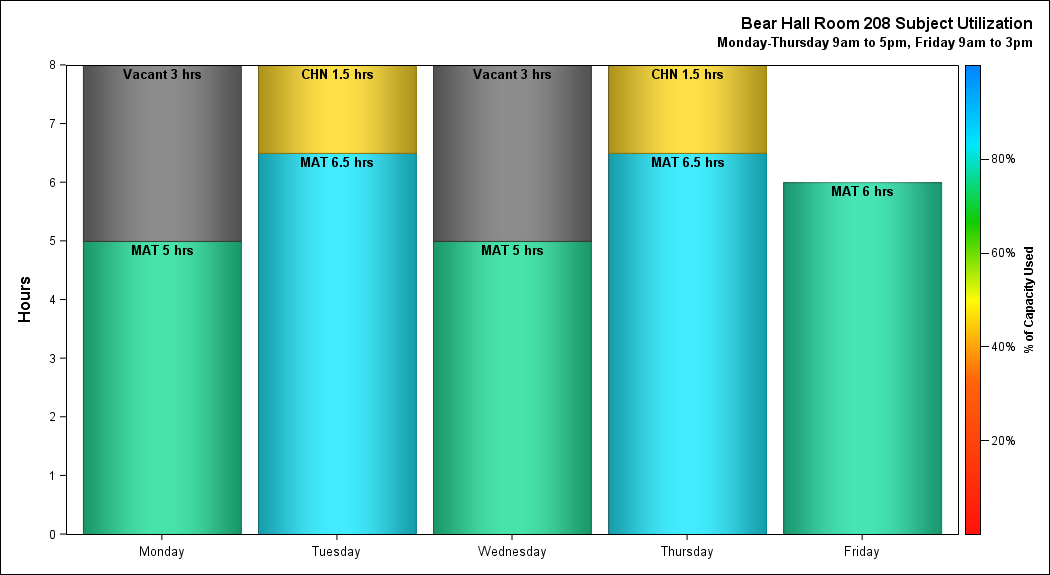 Bear Hall Room 208 Subject Utilization
Monday-Thursday 9am to 5pm, Friday 9am to 3pm
8
7
6
5
4
3
2
1
0
Hours
Vacant 3 hrs
MAT 5 hrs
CHN 1.5 hrs
MAT 6.5 hrs
Vacant 3 hrs
MAT 5 hrs
CHN 1.5 hrs
MAT 6.5 hrs
MAT 6 hrs
Monday
Tuesday
Wednesday
Thursday
Friday
80%
60%
40%
20%
% of Capacity Used